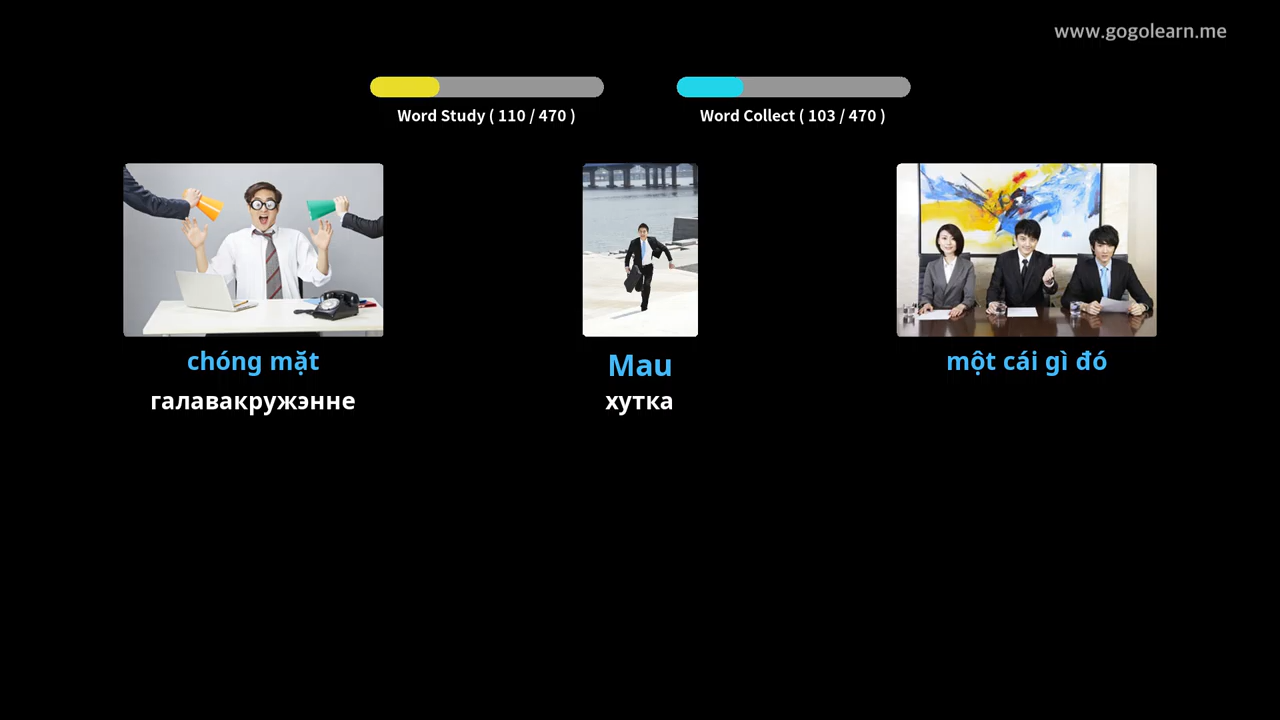 www.gogolearn.me
Word Study ( 110 / 470 )
Word Collect ( 103 / 470 )
chóng mặt
Mau
một cái gì đó
галавакружэнне
хутка